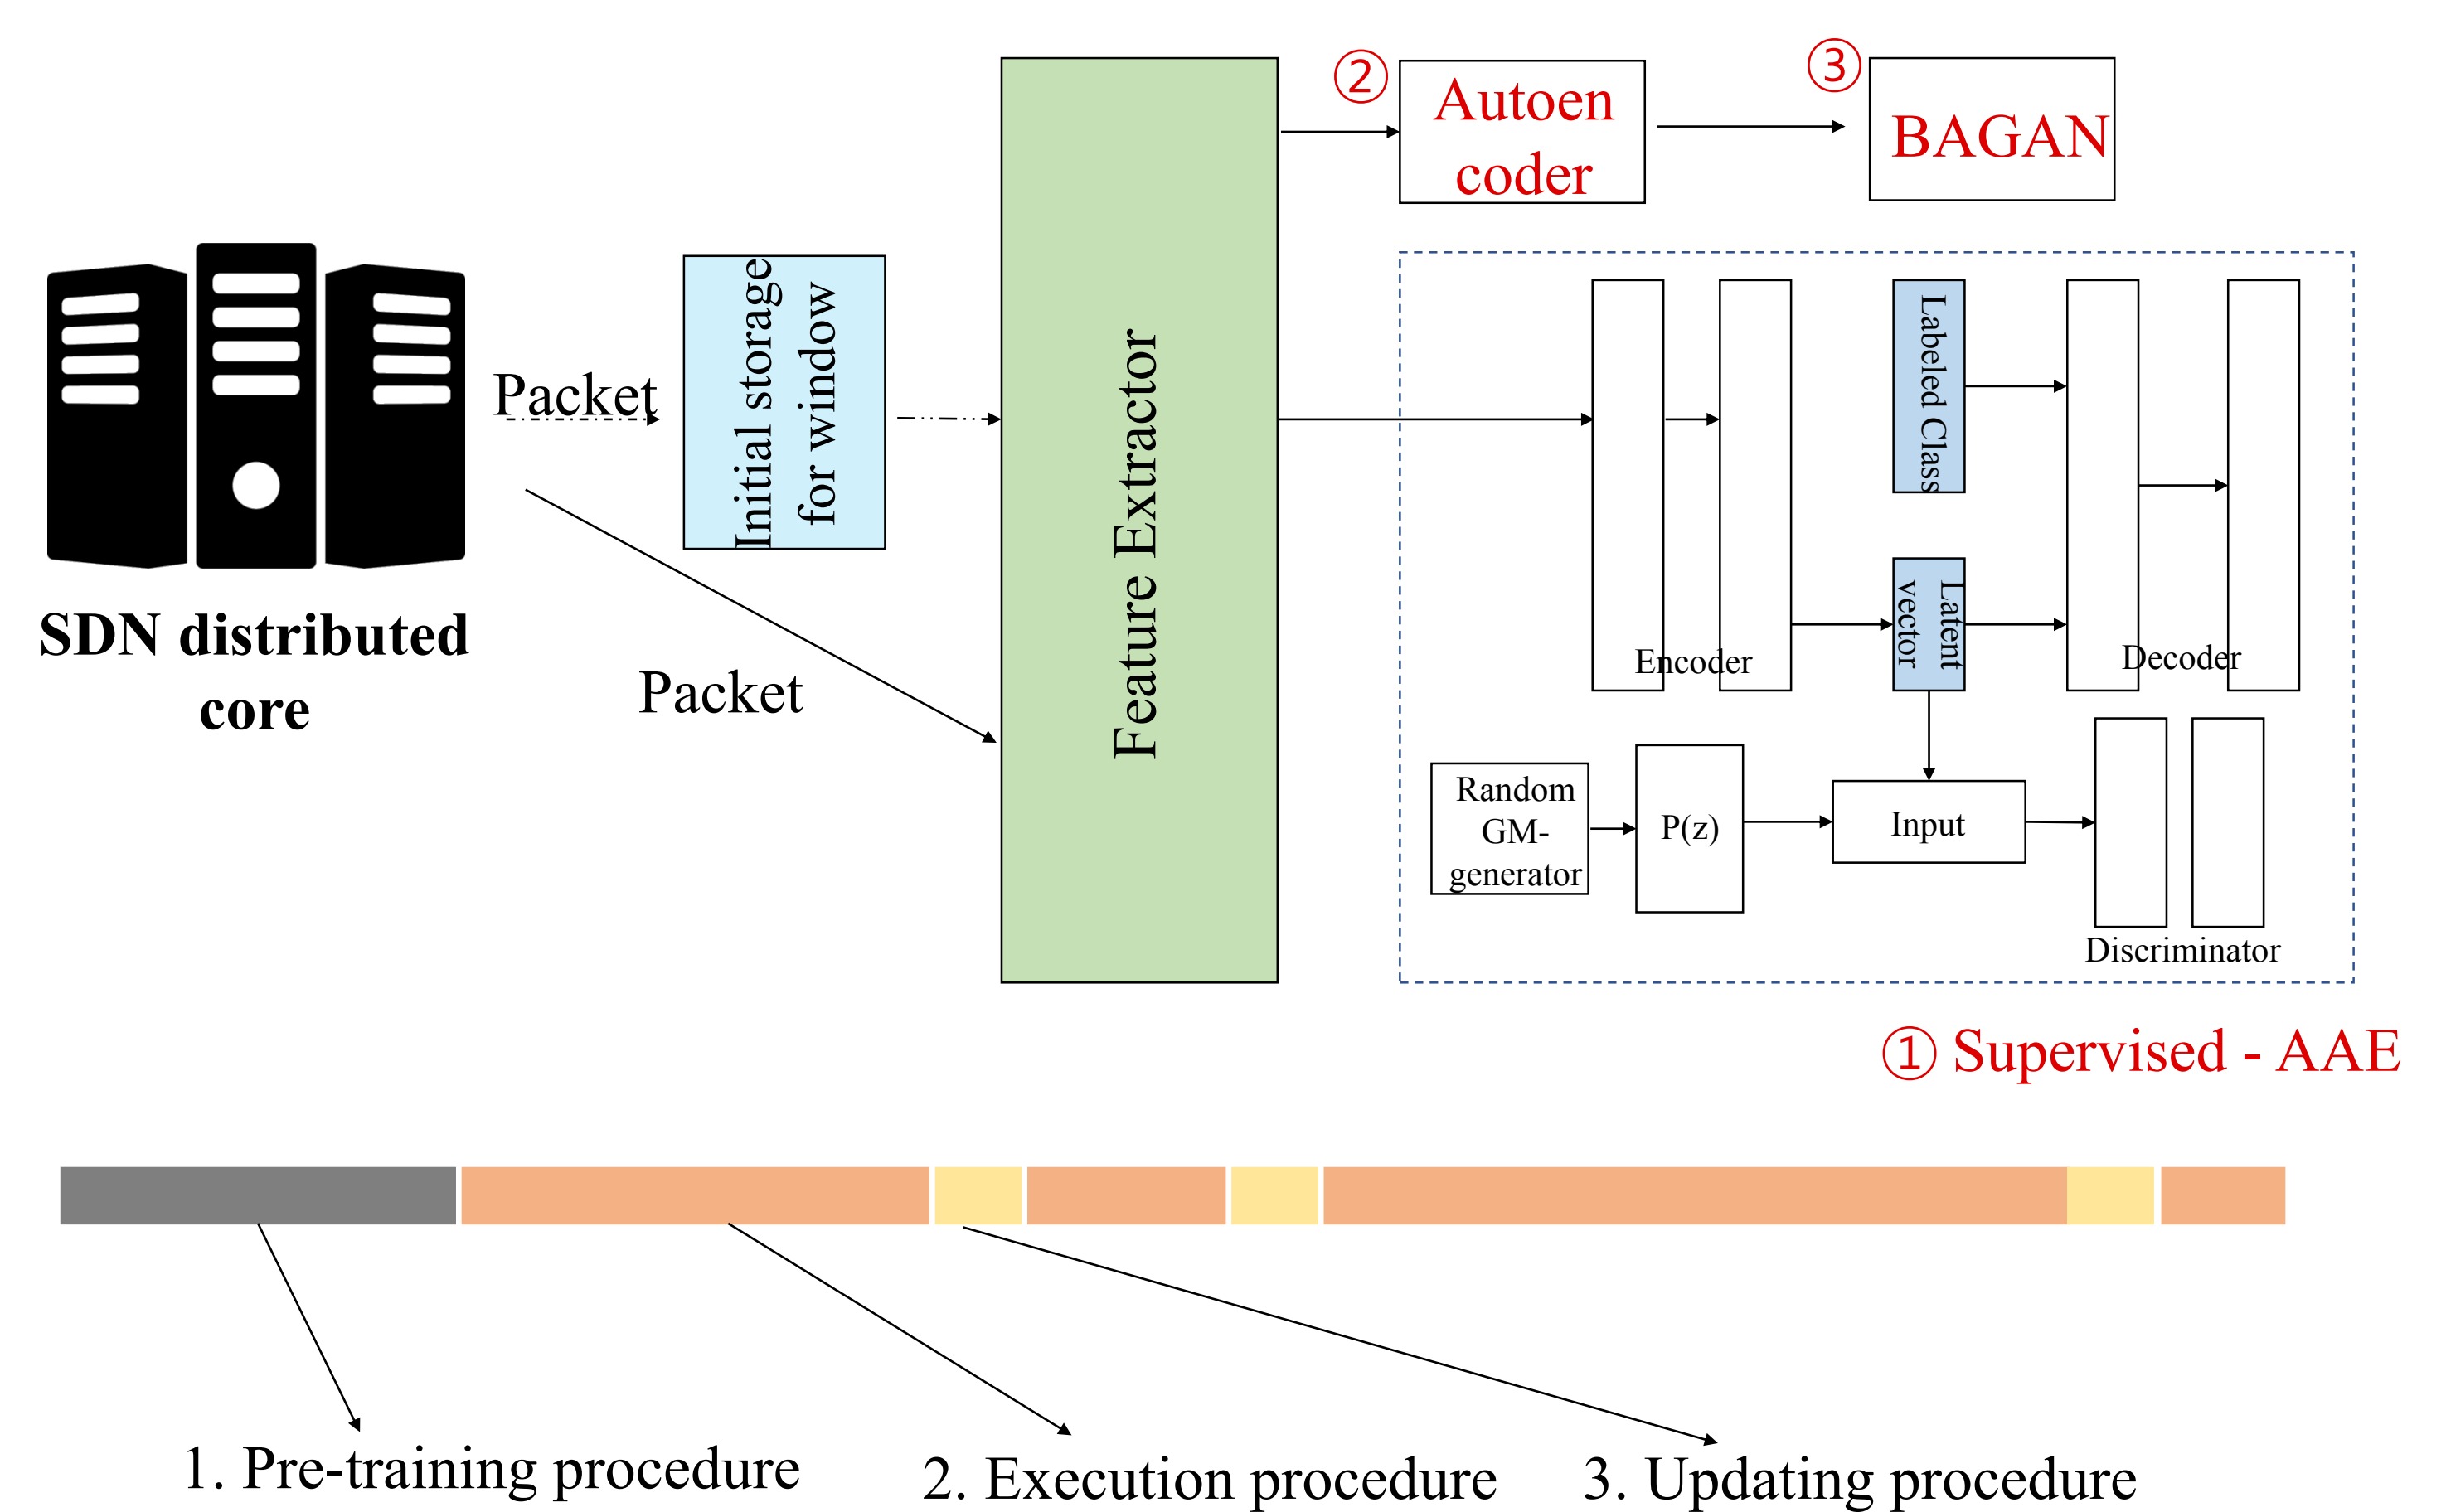 ②
Autoen
coder
③
BAGAN
Packet
Initial storage
for window
Feature Extractor
SDN distributed
core
Packet
Labeled Class
Latent
vector
Encoder
Decoder
Random
GM-
generator
P(z)
Input
Discriminator
① Supervised - AAE
1. Pre-training procedure
2. Execution procedure
3. Updating procedure